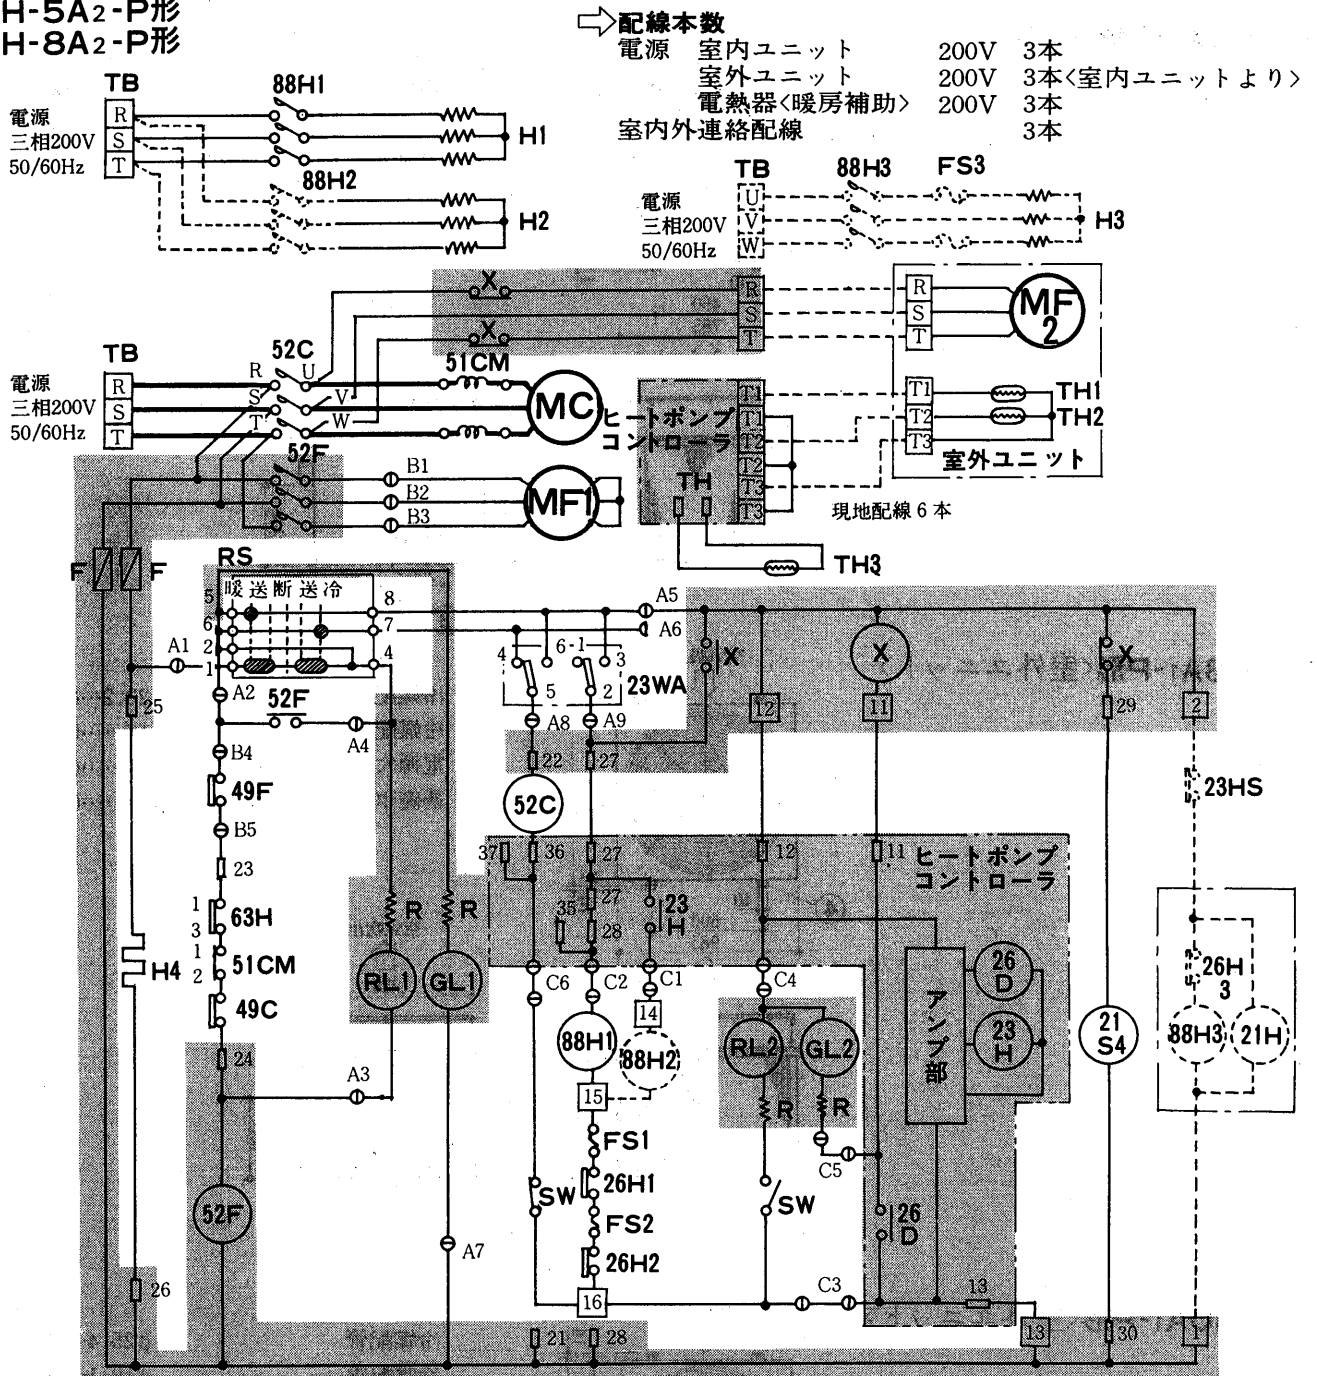 H-5A2-P形
H-8A2-P形
⇨配線本数
電源 室内ユニット 200V 3本
室外ユニット 200V 3本<室内ユニットより>
電熱器<暖房補助> 200V 3本
室内外連絡配線 3本
TB
88H1
電源
三相200V
50/60Hz
R
S
T
H1
88H2
H2
TB
88H3
FS3
電源
三相200V
50/60Hz
U
V
W
H3
X
X
R
S
T
R
S
T
MF
2
TB
52C
51CM
電源
三相200V
50/60Hz
R
S
T
R
S
T
U
V
W
MC
ヒートポンプ
コントローラ
TH
T1
T1
T2
T2
T3
T3
T1
T2
T3
TH1
TH2
室外ユニット
現地配線6本
TH3
52F
B1
B2
B3
MF1
F
F
RS
暖送断送冷
5
6
2
1
8
7
4
A1
A2
A5
A6
4
5
6-1
3
2
23WA
X
X
X
12
11
29
2
25
52F
A4
A8
A9
B4
22
27
49F
B5
52C
23HS
23
37
36
27
12
11
ヒートポンプ
コントローラ
1
3
63H
R
R
35
27
28
23
H
1
2
51CM
H4
RL1
GL1
C6
C2
C1
C4
26
D
26H
3
49C
14
88H1
88H2
RL2
GL2
アンプ部
23
H
21
S4
88H3
21H
24
A3
15
R
R
FS1
C5
SW
26H1
SW
52F
FS2
26
D
A7
26H2
26
16
C3
13
21
28
13
30
1